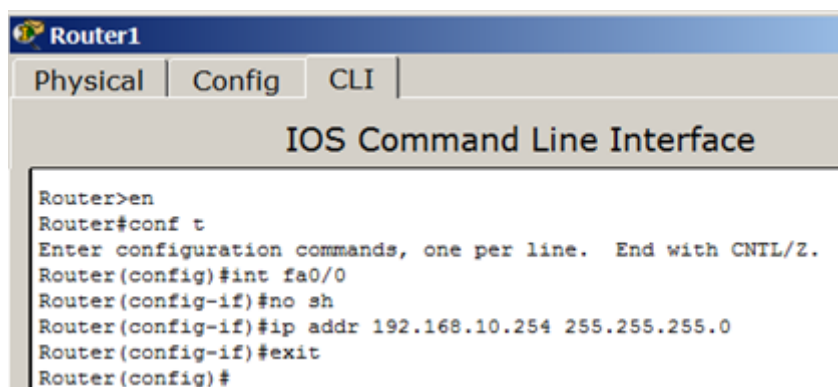 Router1
Physical Config CLI
IOS Command Line Interface
Router>en
Router#conf t
Enter configuration commands, one per line.  End with CNTL/Z.
Router(config)#int fa0/0
Router(config-if)#no sh
Router(config-if)#ip addr 192.168.10.254 255.255.255.0
Router(config-if)#exit
Router(config)#